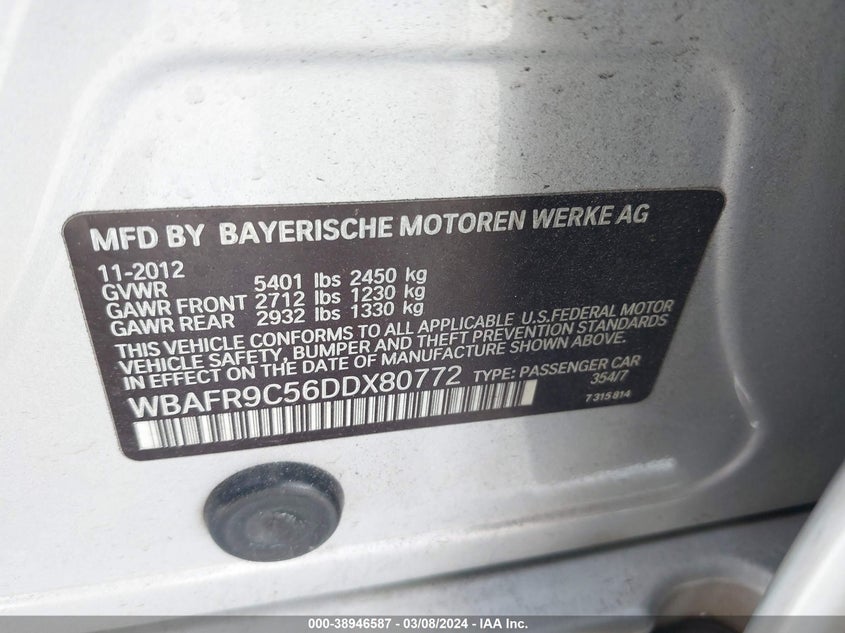 MFD BY BAYERISCHE MOTOREN WERKE AG
11-2012
GVWR 5401 lbs 2450 kg
GAWR FRONT 2712 lbs 1230 kg
GAWR REAR 2932 lbs 1330 kg
THIS VEHICLE CONFORMS TO ALL APPLICABLE U.S.FEDERAL MOTOR
VEHICLE SAFETY, BUMPER AND THEFT PREVENTION STANDARDS
IN EFFECT ON THE DATE OF MANUFACTURE SHOWN ABOVE.
WBAFR9C56DDX80772 TYPE: PASSENGER CAR
354/7
7 315 814
000-38946587 - 03/08/2024 - IAA Inc.